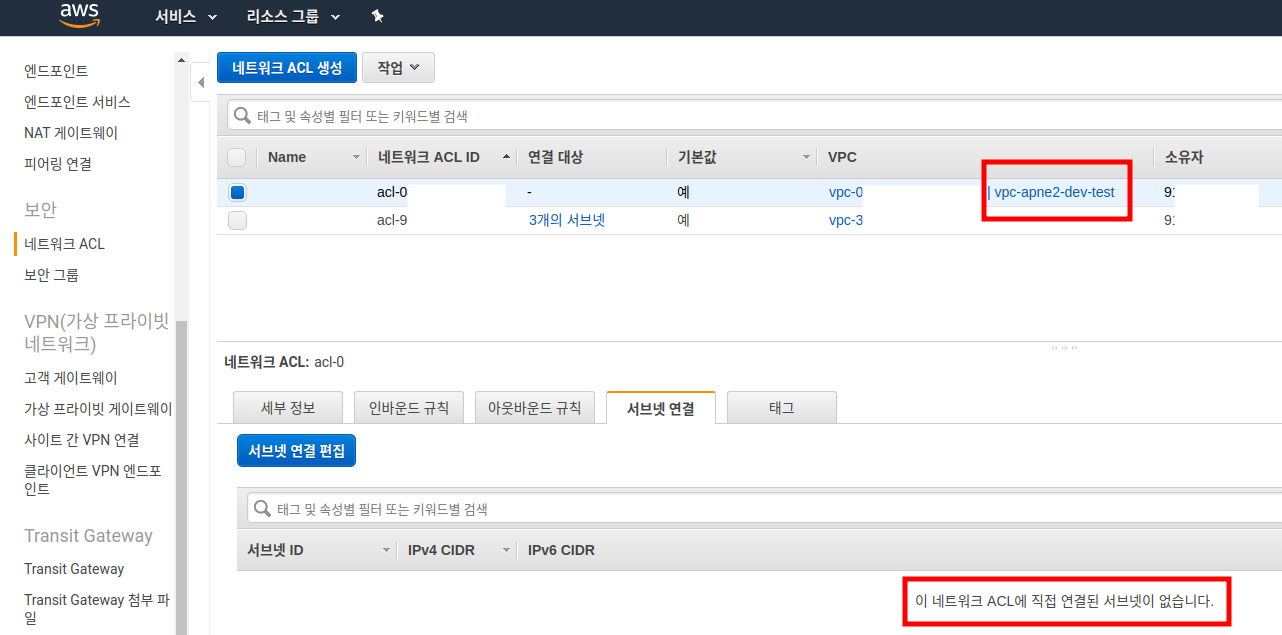 aws
서비스
리소스 그룹
엔드포인트
엔드포인트 서비스
NAT 게이트웨이
피어링 연결
보안
네트워크 ACL
보안 그룹
VPN(가상 프라이빗
네트워크)
고객 게이트웨이
가상 프라이빗 게이트웨이
사이트 간 VPN 연결
클라이언트 VPN 엔드포
인트
Transit Gateway
Transit Gateway
Transit Gateway 첨부 파
일
네트워크 ACL 생성
작업
태그 및 속성별 필터 또는 키워드별 검색
Name 네트워크 ACL ID 연결 대상 기본값 VPC 소유자
acl-0 - 예 vpc-0 | vpc-apne2-dev-test 9:
acl-9 3개의 서브넷 예 vpc-3 9:
네트워크 ACL: acl-0
세부 정보 인바운드 규칙 아웃바운드 규칙 서브넷 연결 태그
서브넷 연결 편집
태그 및 속성별 필터 또는 키워드별 검색
서브넷 ID IPv4 CIDR IPv6 CIDR
이 네트워크 ACL에 직접 연결된 서브넷이 없습니다.